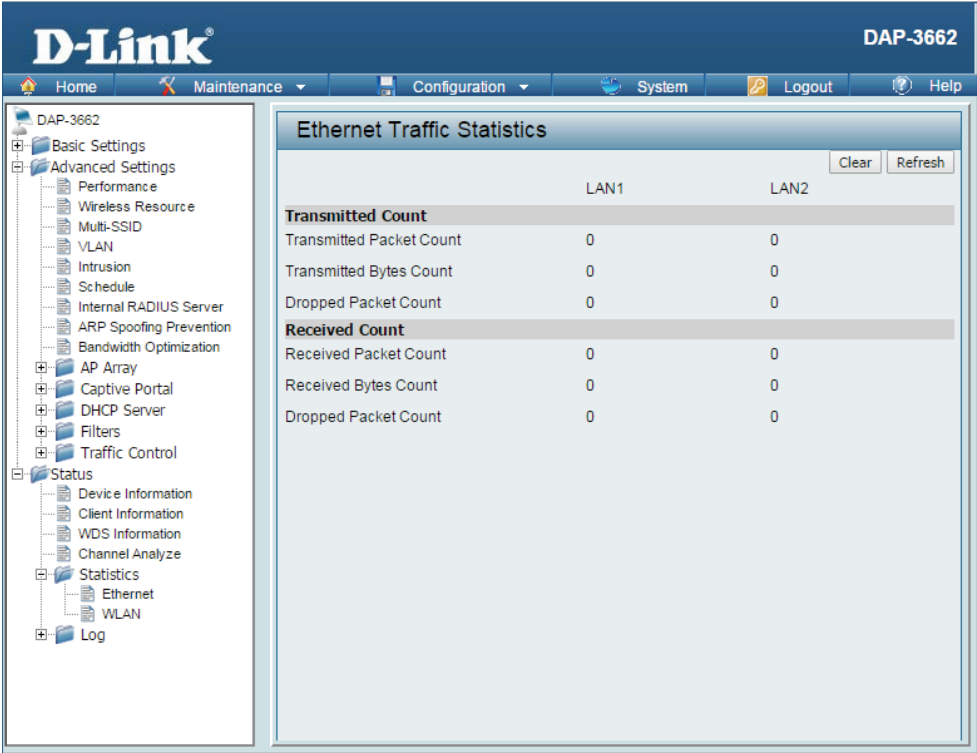 D-Link®
DAP-3662
Home Maintenance Configuration System Logout Help
DAP-3662
Basic Settings
Advanced Settings
Performance
Wireless Resource
Multi-SSID
VLAN
Intrusion
Schedule
Internal RADIUS Server
ARP Spoofing Prevention
Bandwidth Optimization
AP Array
Captive Portal
DHCP Server
Filters
Traffic Control
Status
Device Information
Client Information
WDS Information
Channel Analyze
Statistics
Ethernet
WLAN
Log
Ethernet Traffic Statistics
Clear Refresh
LAN1 LAN2
Transmitted Count
Transmitted Packet Count 0 0
Transmitted Bytes Count 0 0
Dropped Packet Count 0 0
Received Count
Received Packet Count 0 0
Received Bytes Count 0 0
Dropped Packet Count 0 0